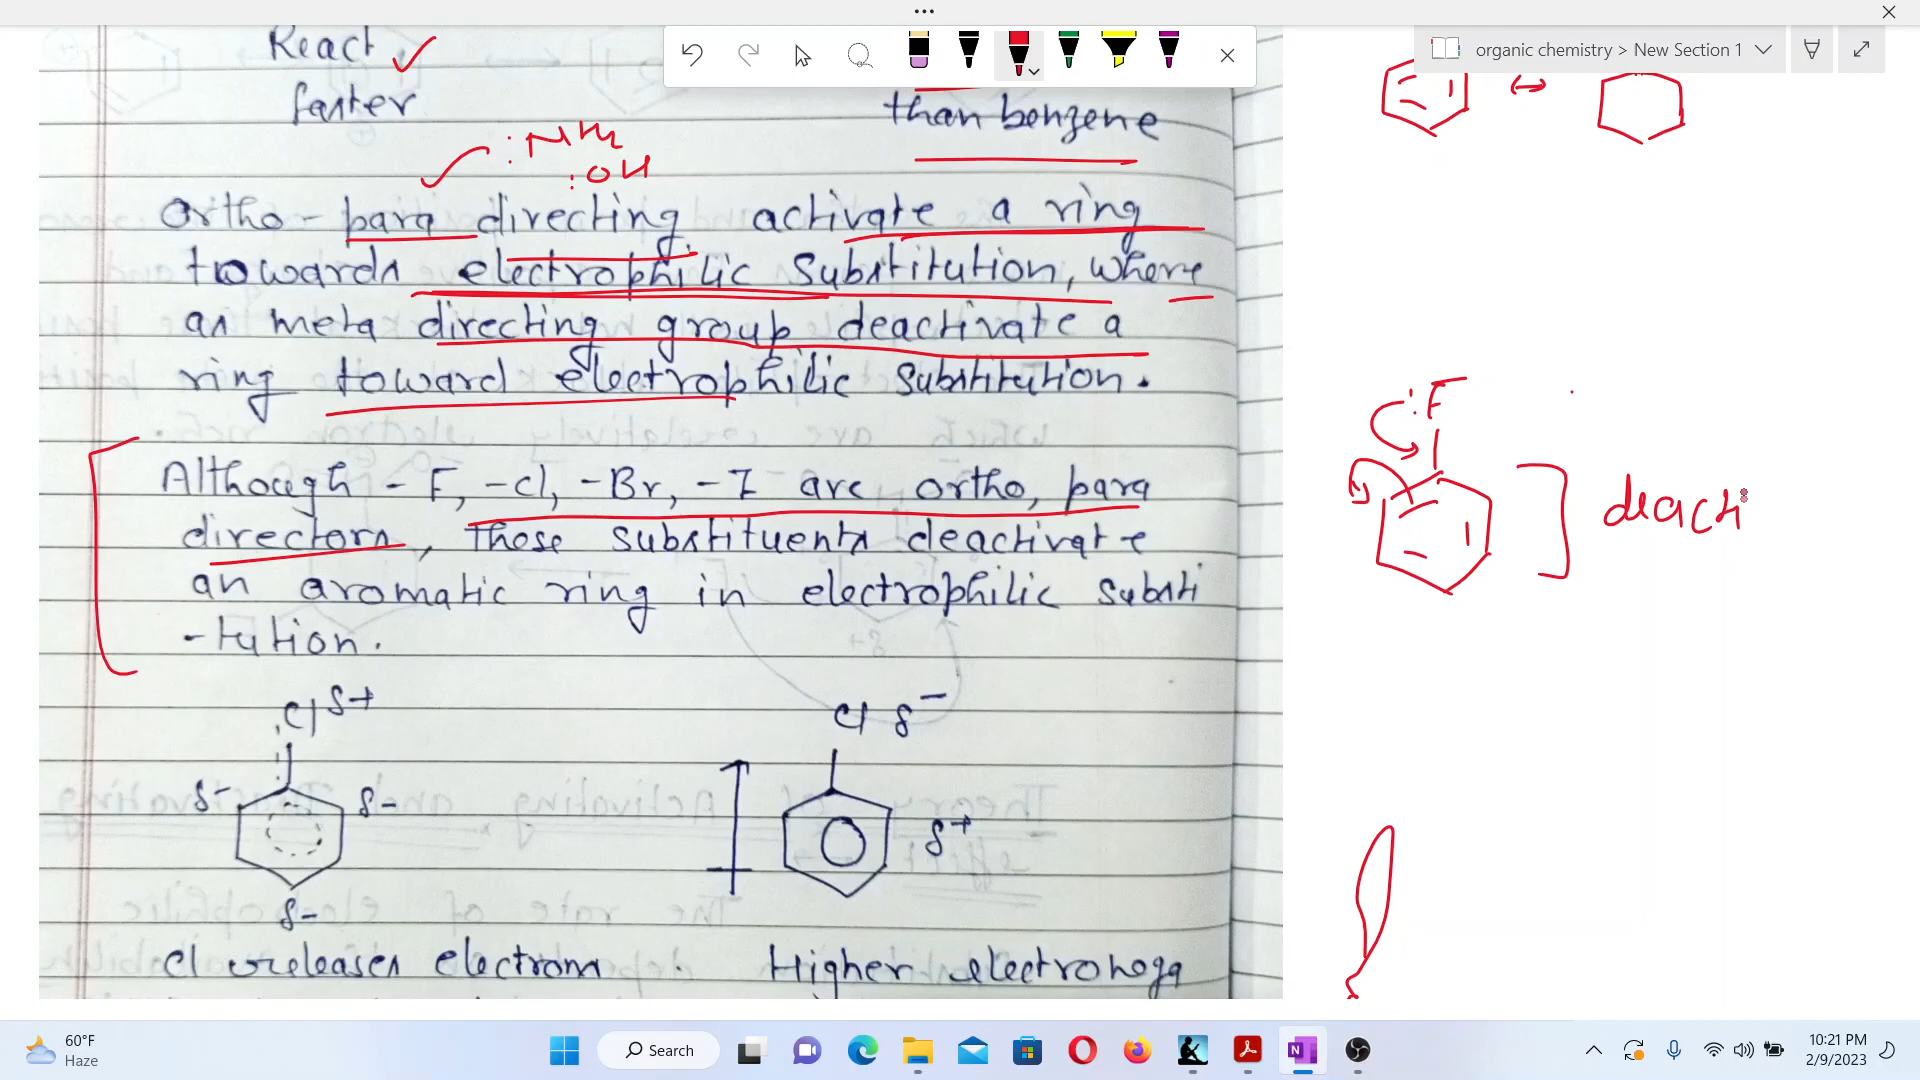 organic chemistry > New Section 1
React
faster
than benzene
:NH2
:OH
Ortho - para directing activate a ring
towards electrophilic substitution, where
as meta directing group deactivate a
ring toward electrophilic substitution.
Although - F, -Cl, -Br, - I are ortho, para
directors, these substituents deactivate
an aromatic ring in electrophilic substi
-tution.
:F
deacti
Cl δ+
δ-
δ-
δ-
Cl δ-
δ+
Cl releases electrons
Higher electronega
60°F
Haze
Search
10:21 PM
2/9/2023